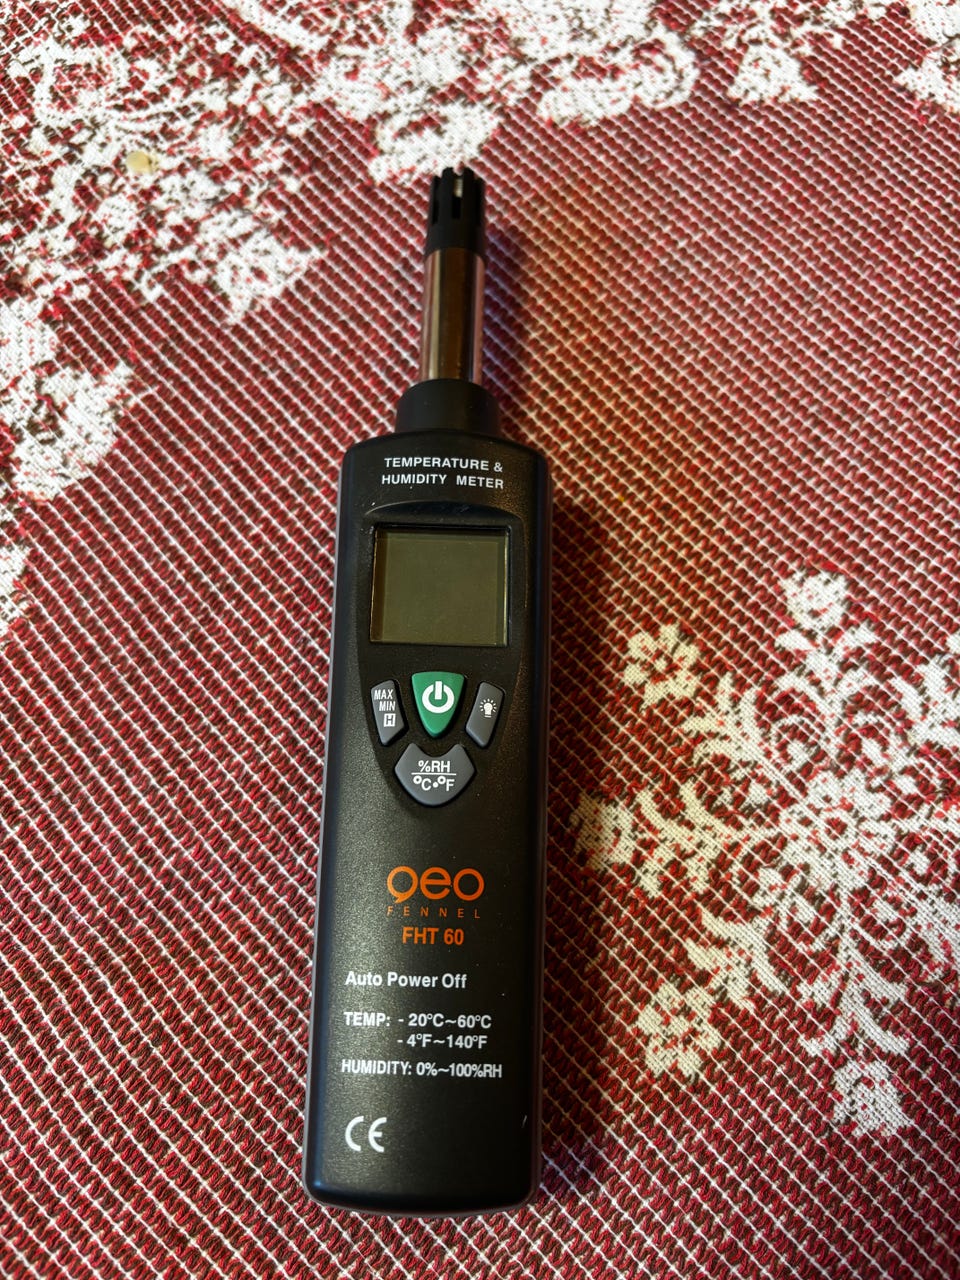 TEMPERATURE &
HUMIDITY METER
MAX
MIN
H
%RH
°C•°F
geo
FENNEL
FHT 60
Auto Power Off
TEMP: - 20°C~60°C
- 4°F~140°F
HUMIDITY: 0%~100%RH
CE